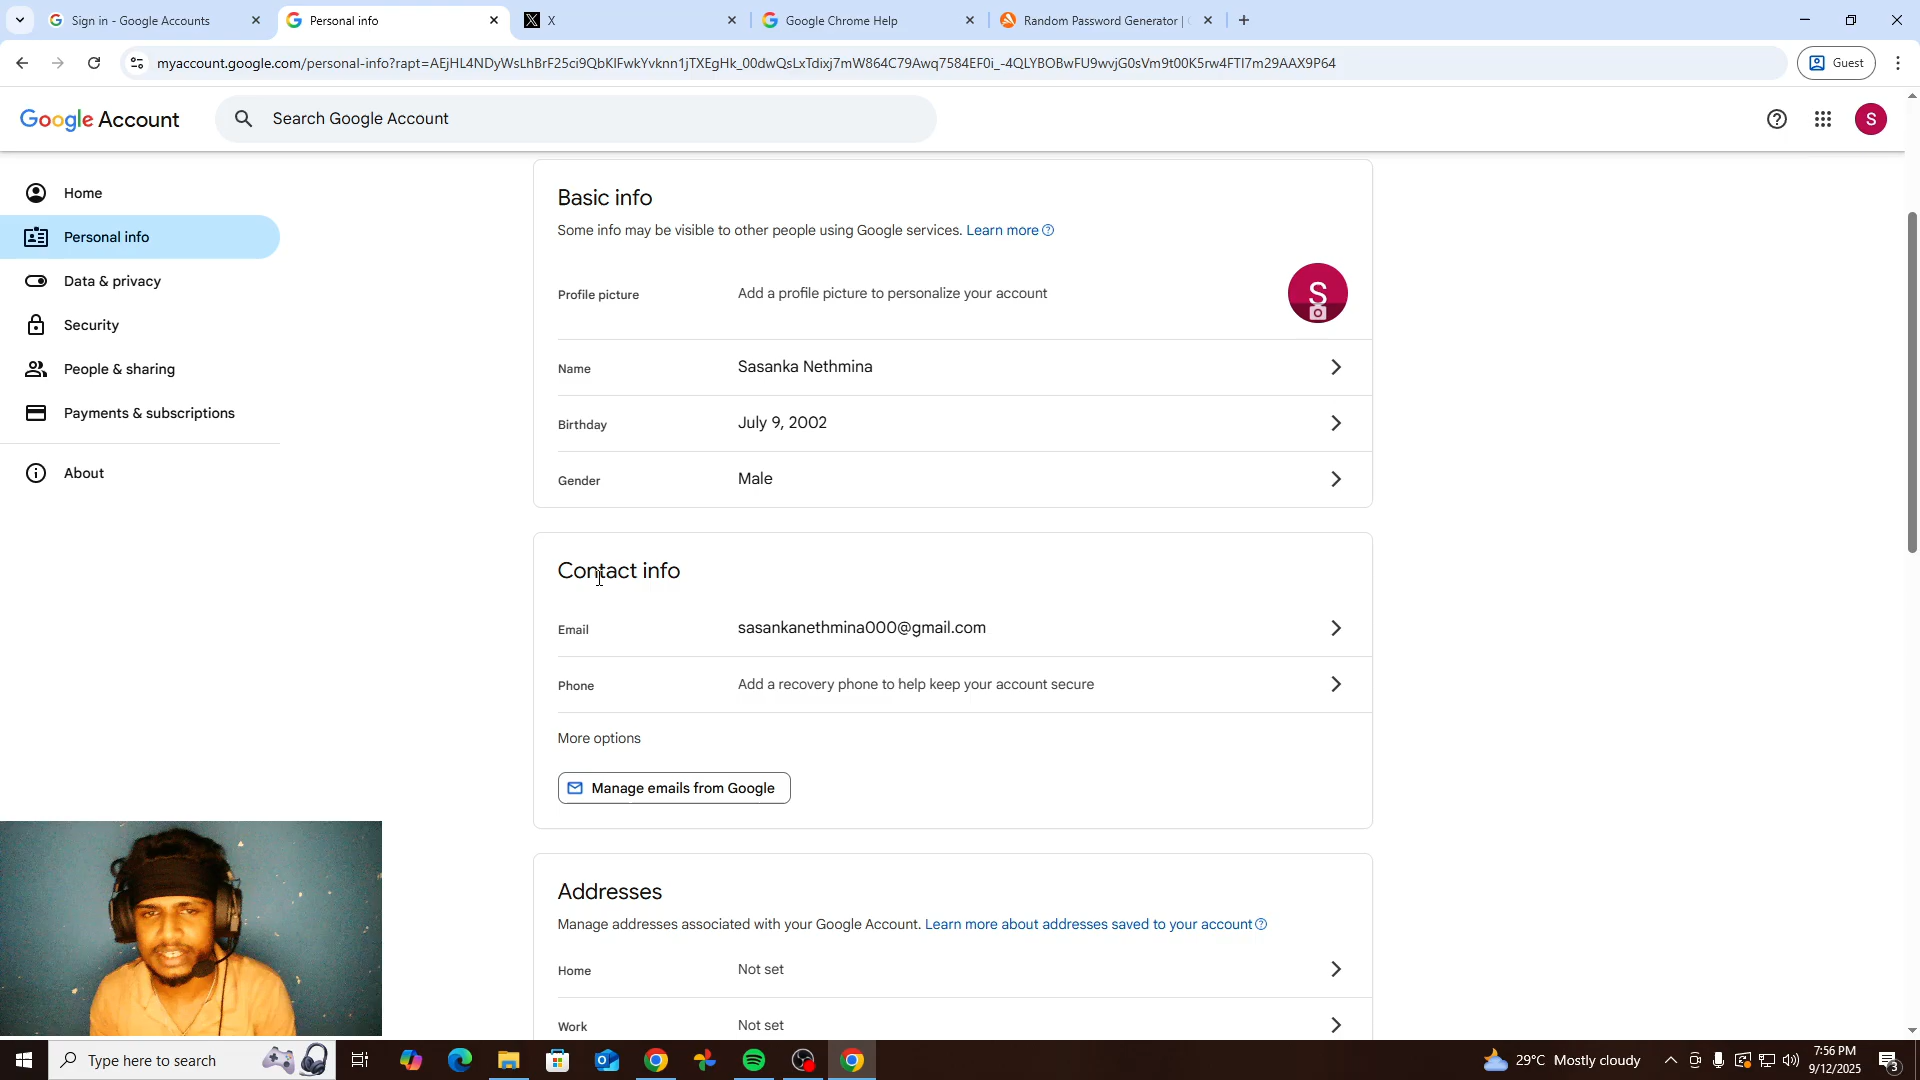 Sign in - Google Accounts
Personal info
X
Google Chrome Help
Random Password Generator |
myaccount.google.com/personal-info?rapt=AEjHL4NDyWsLhBrF25ci9QbKlFwkYvknn1jTXEgHk_00dwQsLxTdixj7mW864C79Awq7584EF0i_-4QLYBOBwFU9wvjG0sVm9t00K5rw4FTI7m29AAX9P64
Guest
Google Account
Search Google Account
S
Home
Personal info
Data & privacy
Security
People & sharing
Payments & subscriptions
About
Basic info
Some info may be visible to other people using Google services. Learn more
Profile picture
Add a profile picture to personalize your account
S
Name
Sasanka Nethmina
Birthday
July 9, 2002
Gender
Male
Contact info
Email
sasankanethmina000@gmail.com
Phone
Add a recovery phone to help keep your account secure
More options
Manage emails from Google
Addresses
Manage addresses associated with your Google Account. Learn more about addresses saved to your account
Home
Not set
Work
Not set
Type here to search
29°C Mostly cloudy
7:56 PM
9/12/2025
3